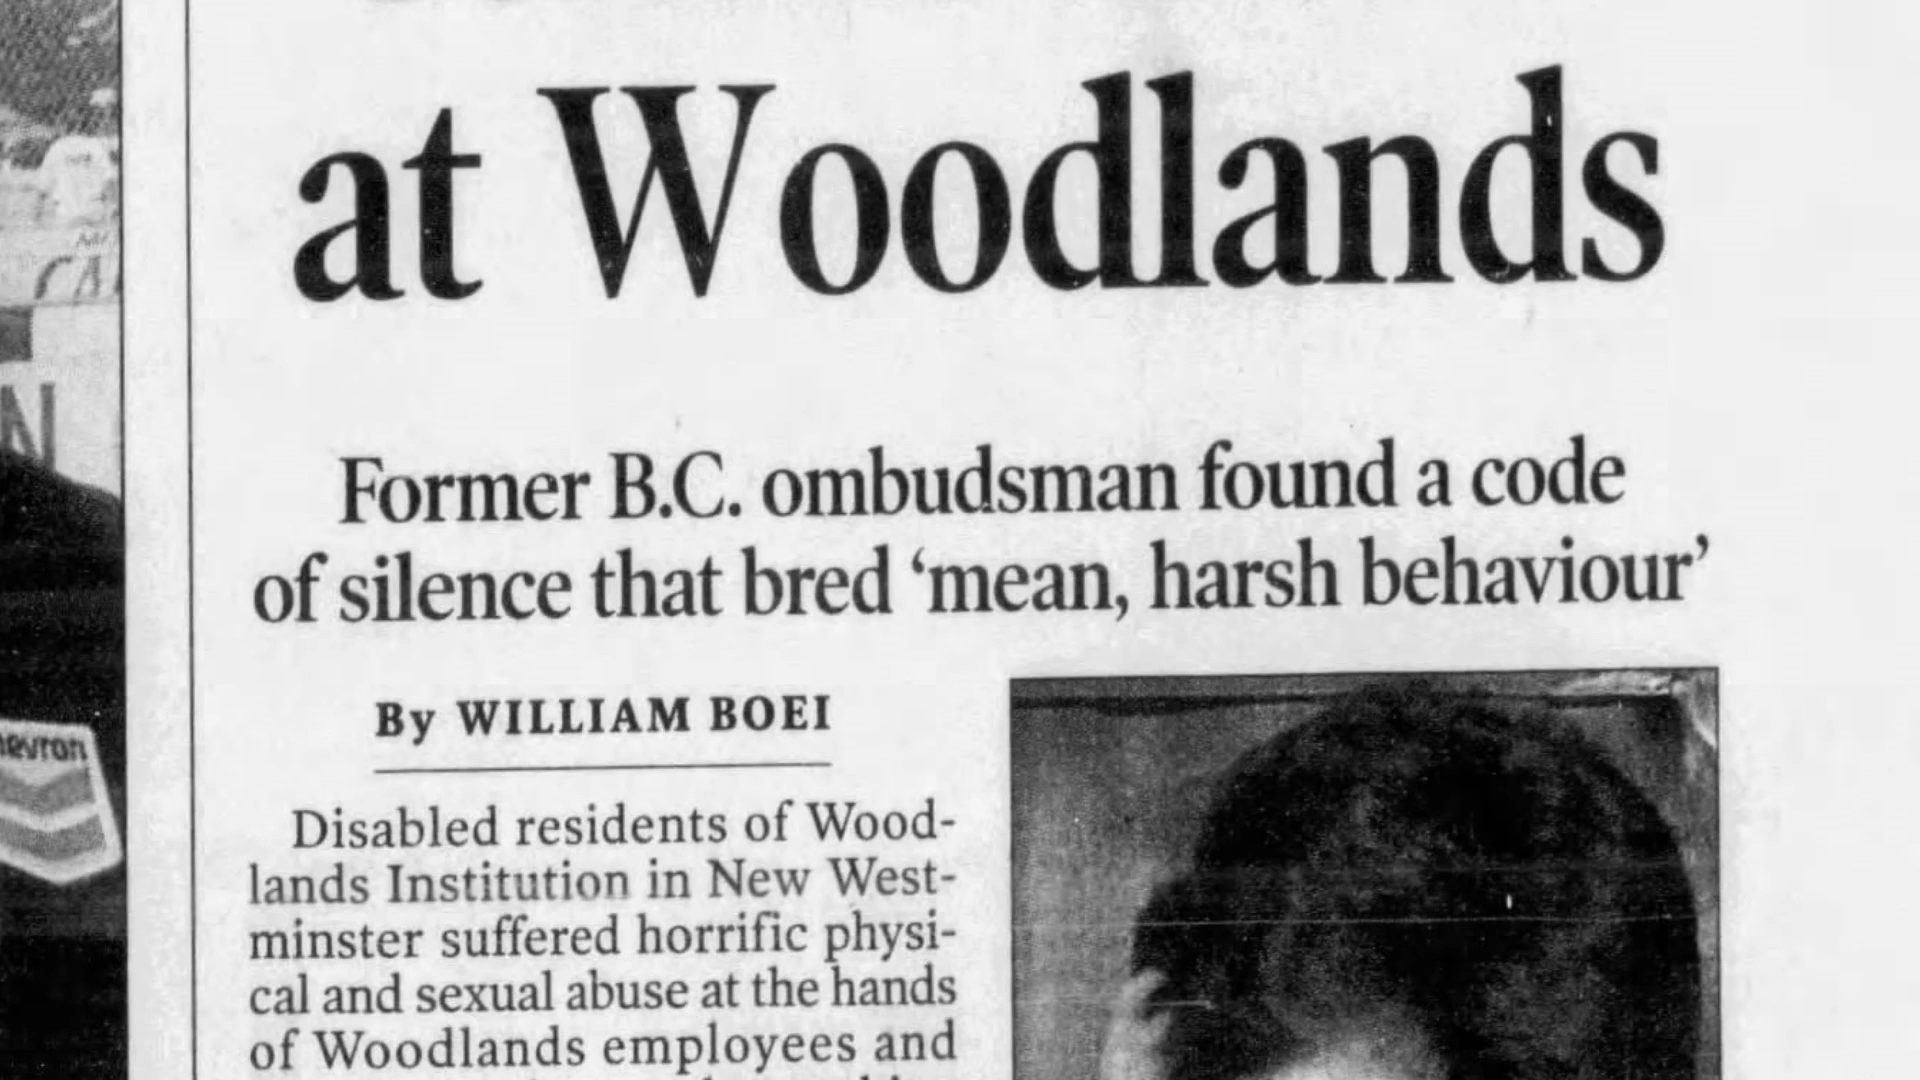 at Woodlands
Former B.C. ombudsman found a code
of silence that bred ‘mean, harsh behaviour’
By WILLIAM BOEI
Disabled residents of Wood-
lands Institution in New West-
minster suffered horrific physi-
cal and sexual abuse at the hands
of Woodlands employees and
CA
N
evron